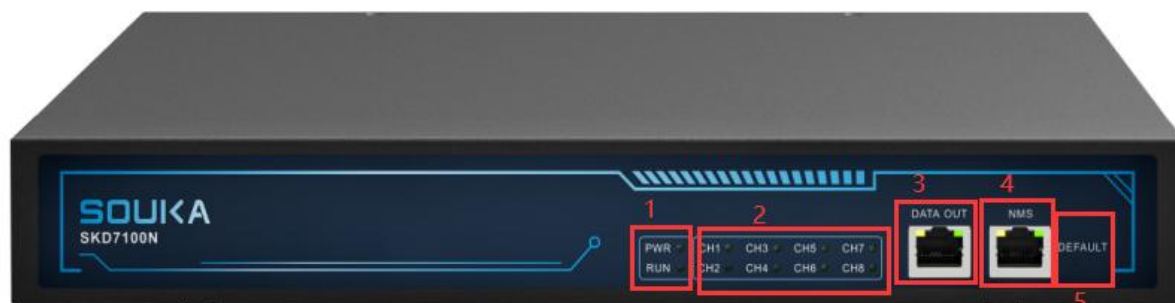 SOUKA
SKD7100N
1
2
3
4
PWR CH1 CH3 CH5 CH7
RUN CH2 CH4 CH6 CH8
DATA OUT
NMS
DEFAULT
5